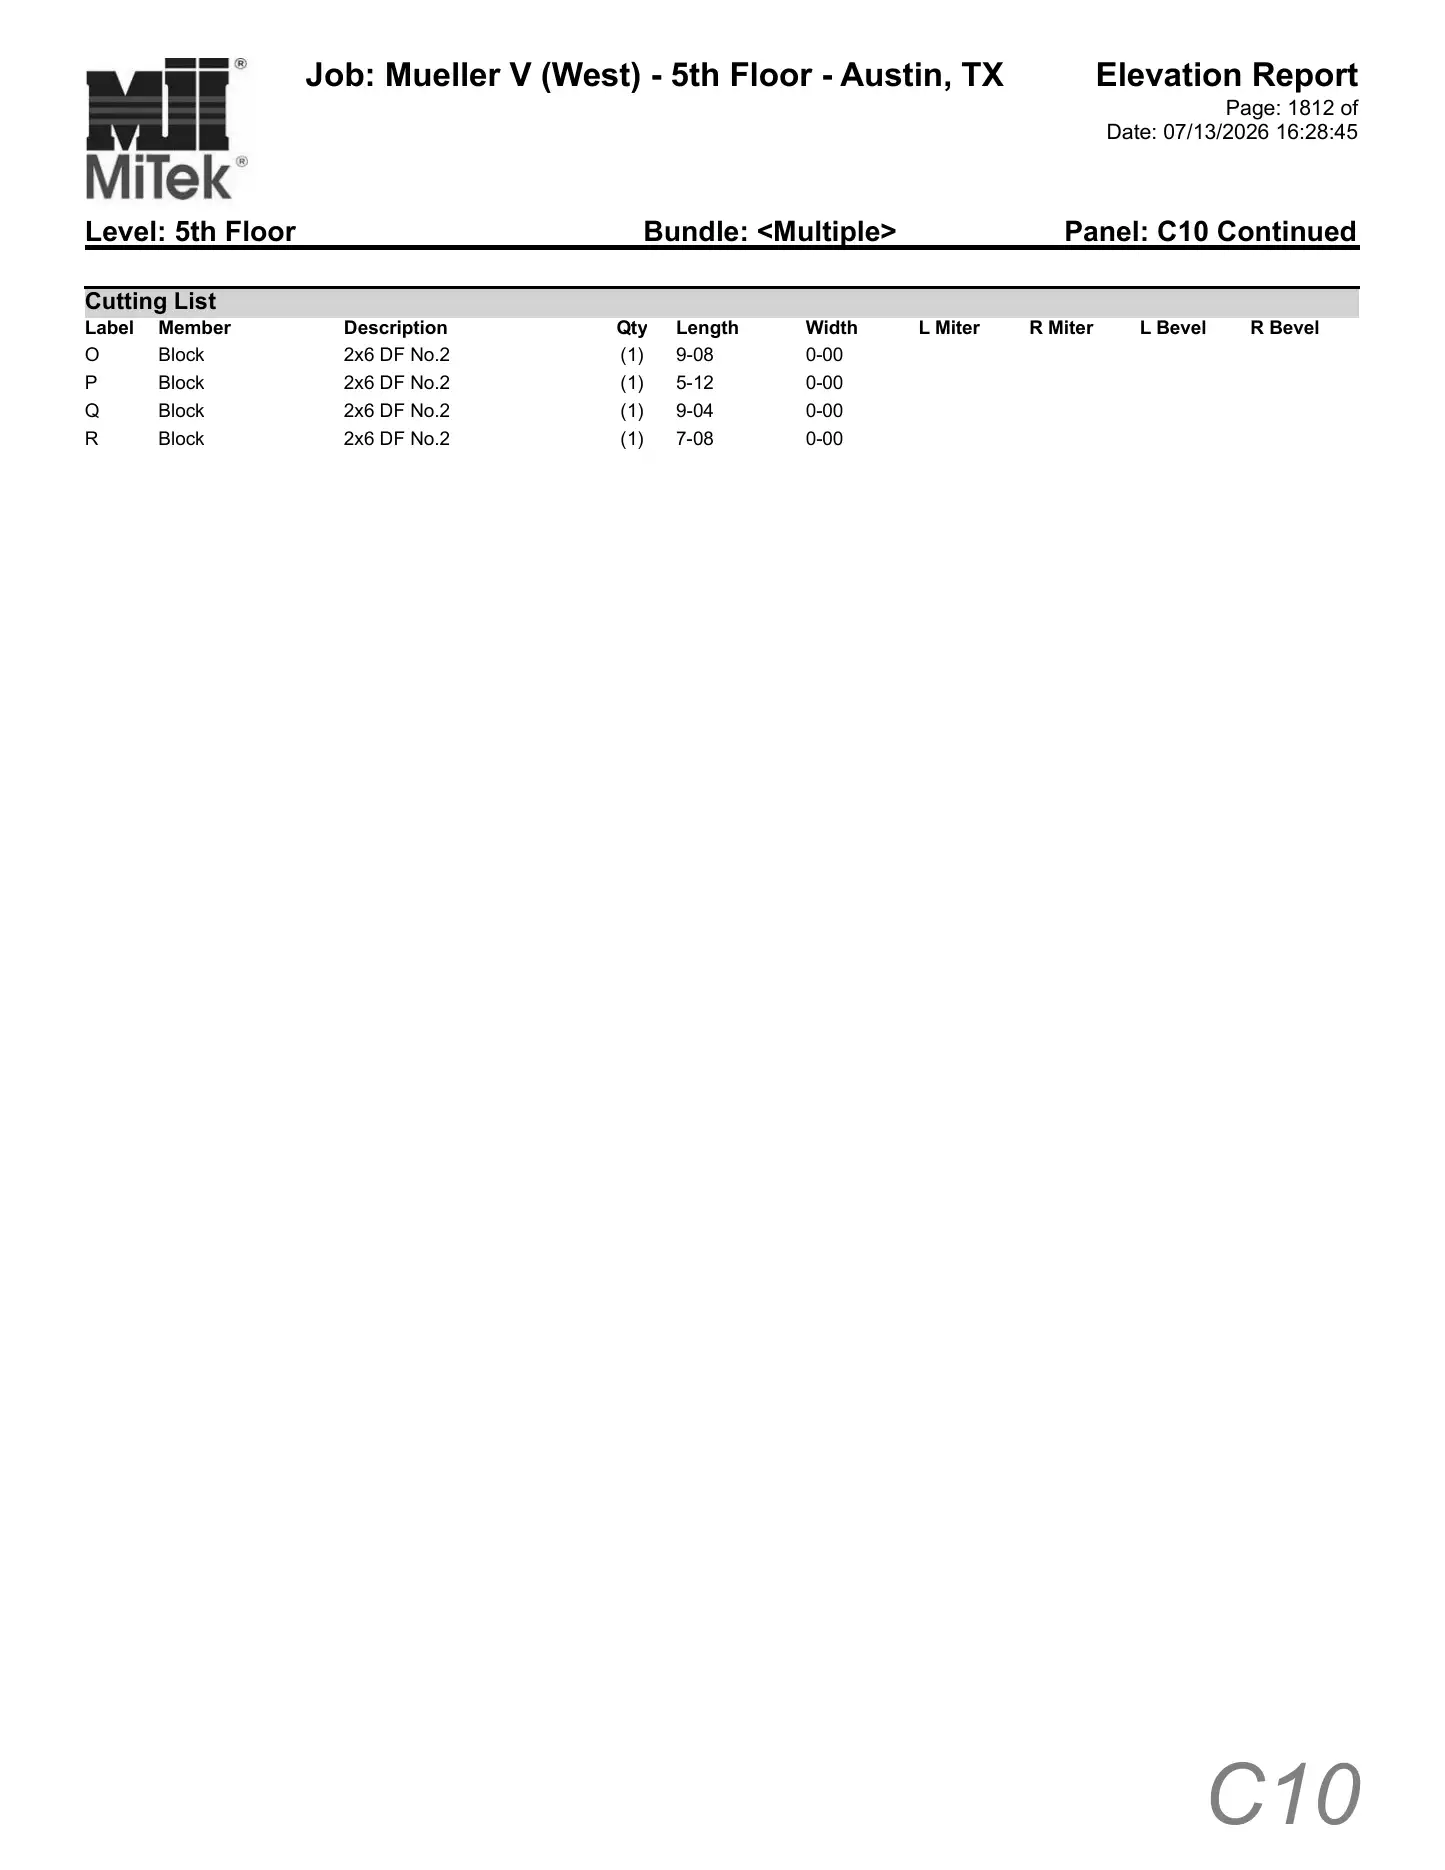 Job: Mueller V (West) - 5th Floor - Austin, TX
Elevation Report
Page: 1812 of
Date: 07/13/2026 16:28:45
MiTek®
Level: 5th Floor Bundle: <Multiple> Panel: C10 Continued
Cutting List
Label Member Description Qty Length Width L Miter R Miter L Bevel R Bevel
O Block 2x6 DF No.2 (1) 9-08 0-00
P Block 2x6 DF No.2 (1) 5-12 0-00
Q Block 2x6 DF No.2 (1) 9-04 0-00
R Block 2x6 DF No.2 (1) 7-08 0-00
C10